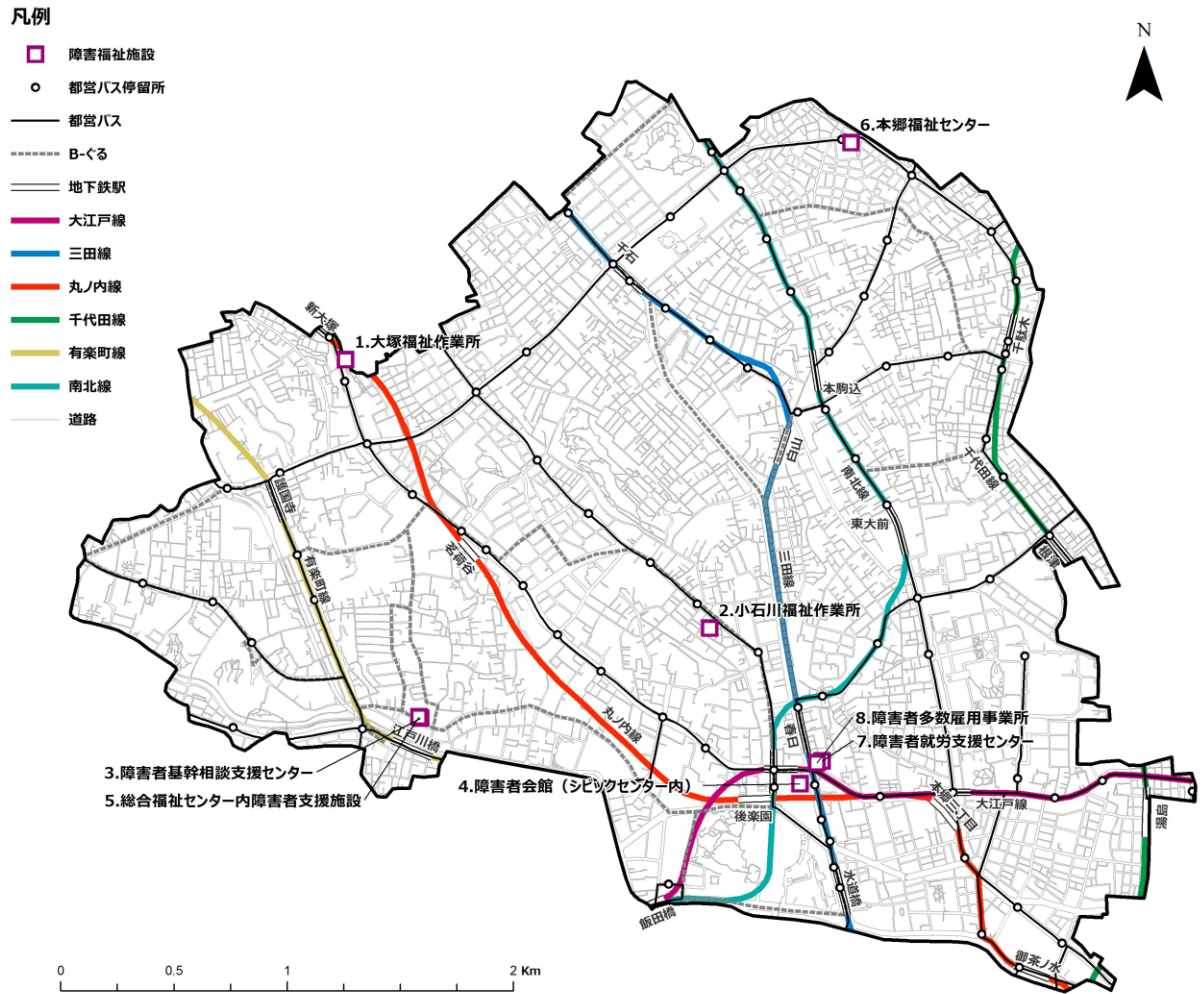 凡例
障害福祉施設
都営バス停留所
都営バス
B-ぐる
地下鉄駅
大江戸線
三田線
丸ノ内線
千代田線
有楽町線
南北線
道路
N
6.本郷福祉センター
千石
新大塚
1.大塚福祉作業所
千駄木
本駒込
白山
南北線
千代田線
護国寺
東大前
根津
茗荷谷
有楽町線
三田線
2.小石川福祉作業所
丸ノ内線
江戸川橋
春日
8.障害者多数雇用事業所
7.障害者就労支援センター
3.障害者基幹相談支援センター
4.障害者会館(シビックセンター内)
5.総合福祉センター内障害者支援施設
後楽園
本郷三丁目
大江戸線
湯島
水道橋
飯田橋
御茶ノ水
0 0.5 1 2 Km